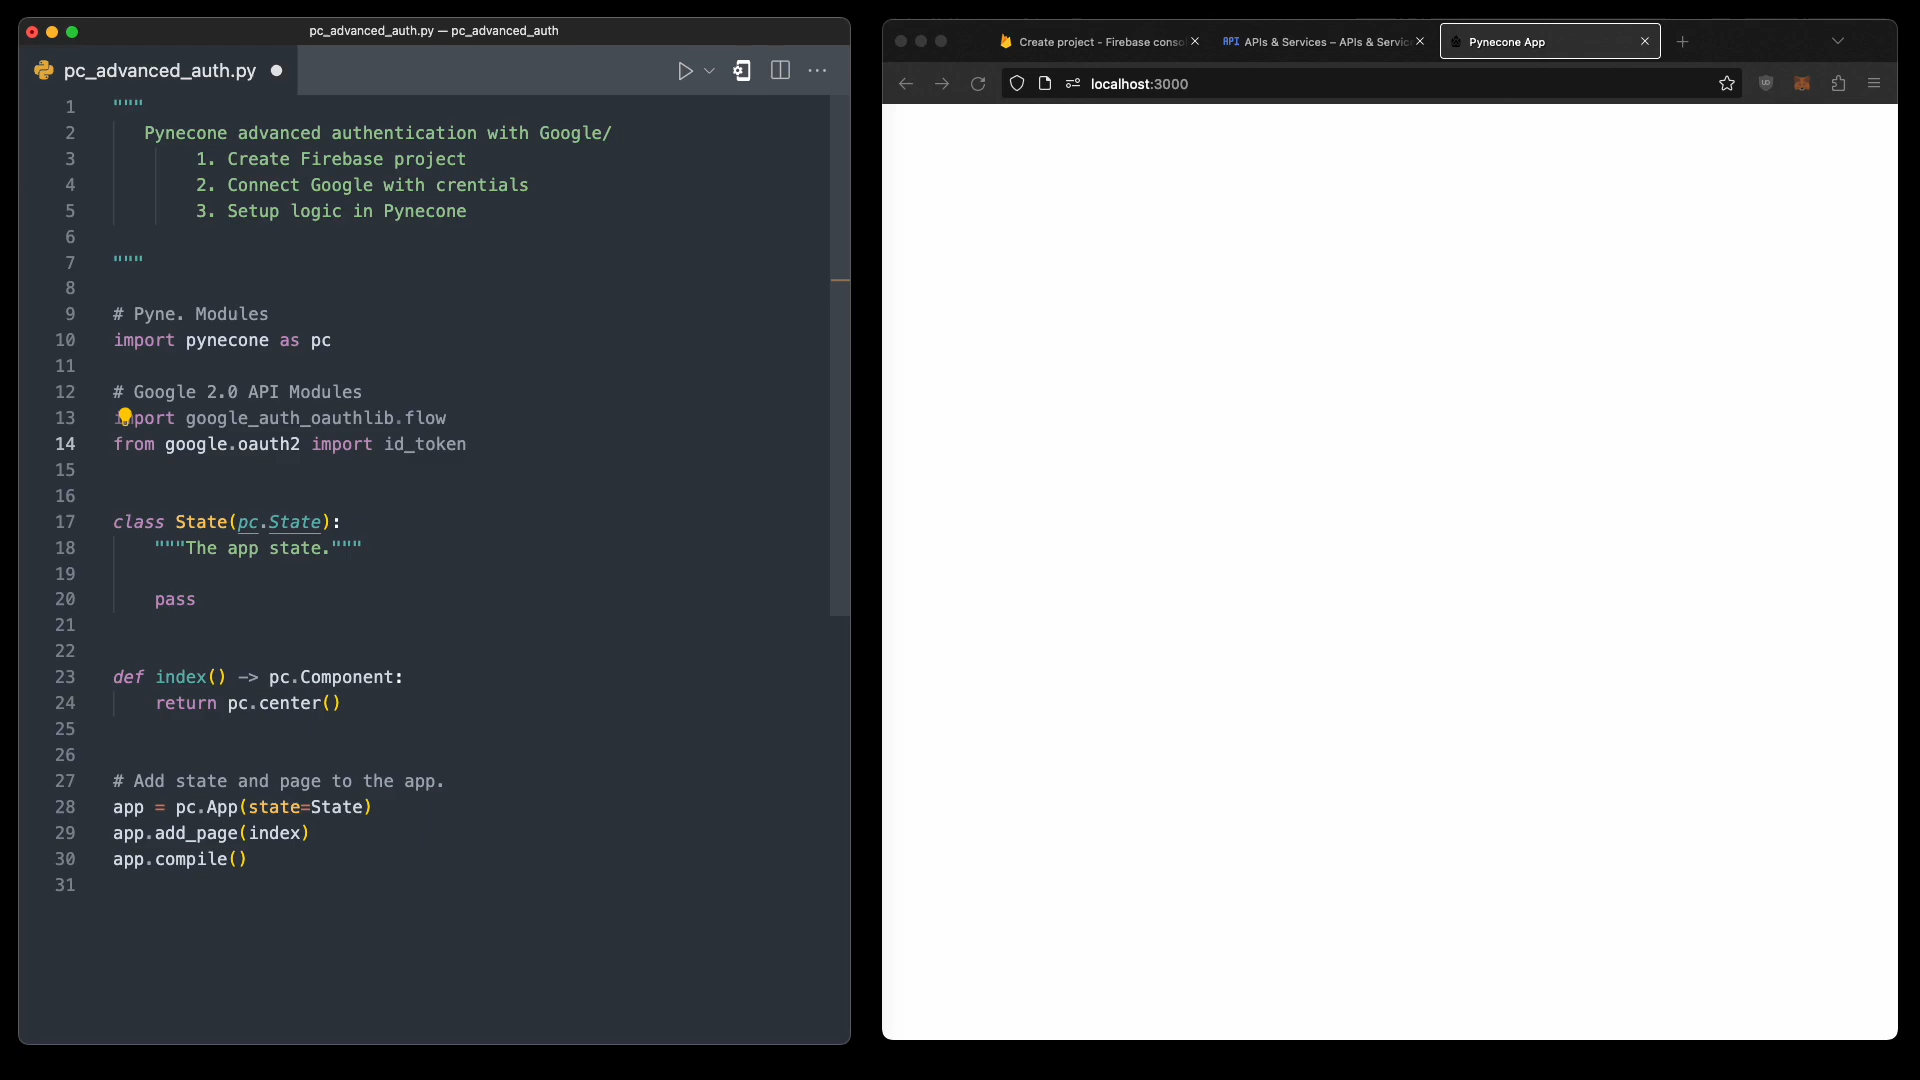 pc_advanced_auth.py — pc_advanced_auth
pc_advanced_auth.py
1 """
2 Pynecone advanced authentication with Google/
3 1. Create Firebase project
4 2. Connect Google with crentials
5 3. Setup logic in Pynecone
6
7 """
8
9 # Pyne. Modules
10 import pynecone as pc
11
12 # Google 2.0 API Modules
13 import google_auth_oauthlib.flow
14 from google.oauth2 import id_token
15
16
17 class State(pc.State):
18 """The app state."""
19
20 pass
21
22
23 def index() -> pc.Component:
24 return pc.center()
25
26
27 # Add state and page to the app.
28 app = pc.App(state=State)
29 app.add_page(index)
30 app.compile()
31
Create project - Firebase conso
API APIs & Services – APIs & Servic
Pynecone App
localhost:3000